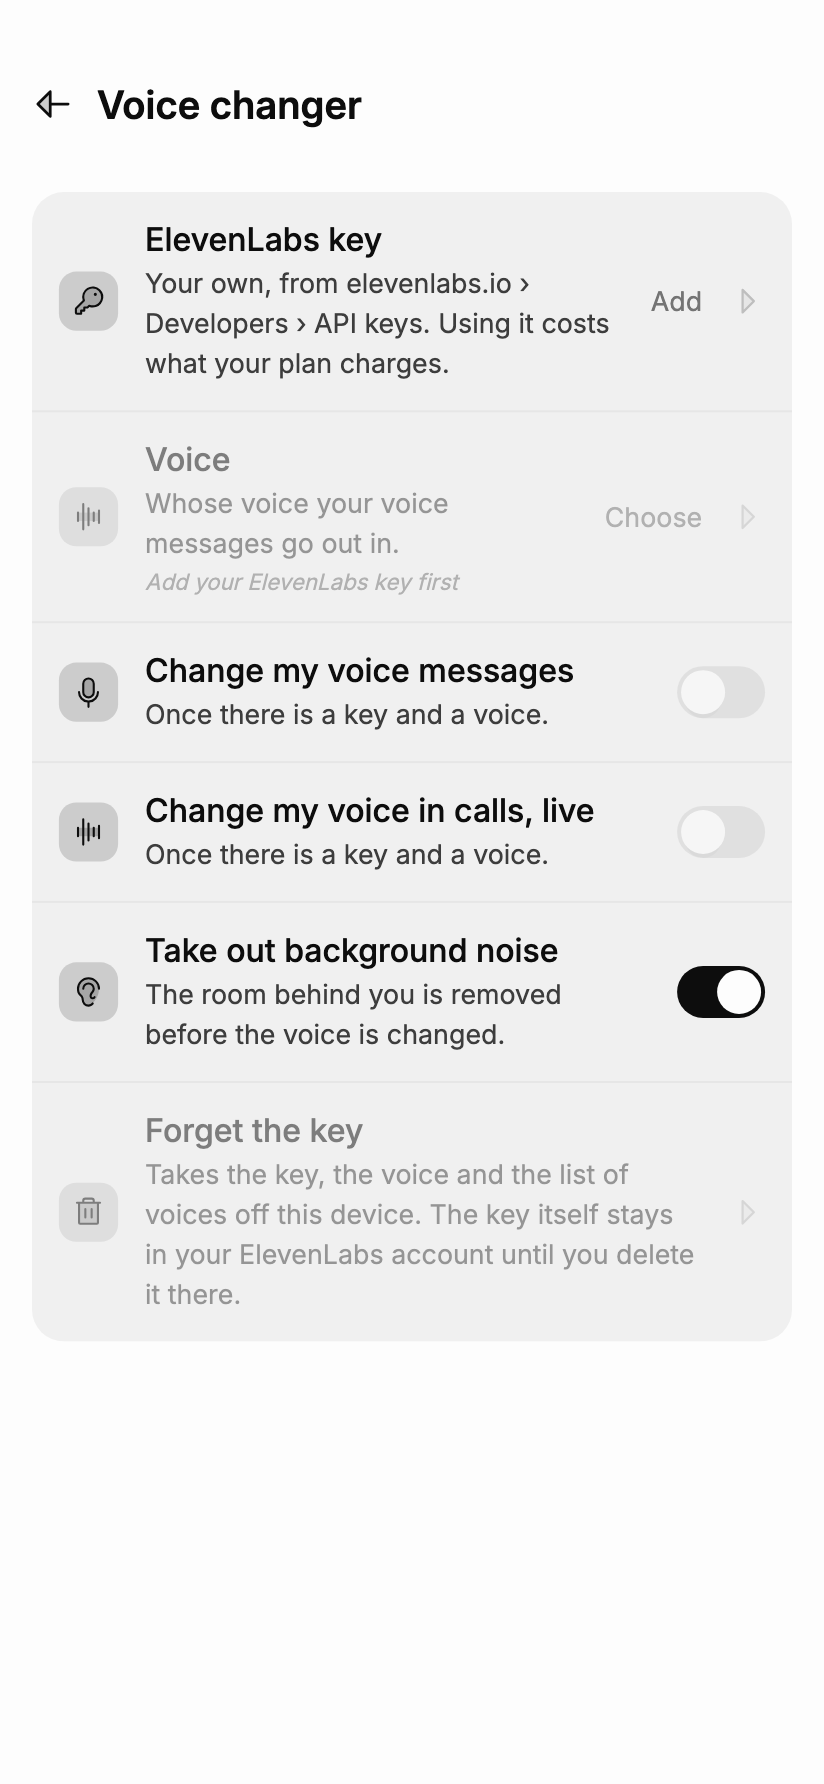 Voice changer
ElevenLabs key
Your own, from elevenlabs.io ›
Developers › API keys. Using it costs
what your plan charges.
Add
Voice
Whose voice your voice
messages go out in.
Add your ElevenLabs key first
Choose
Change my voice messages
Once there is a key and a voice.
Change my voice in calls, live
Once there is a key and a voice.
Take out background noise
The room behind you is removed
before the voice is changed.
Forget the key
Takes the key, the voice and the list of
voices off this device. The key itself stays
in your ElevenLabs account until you delete
it there.